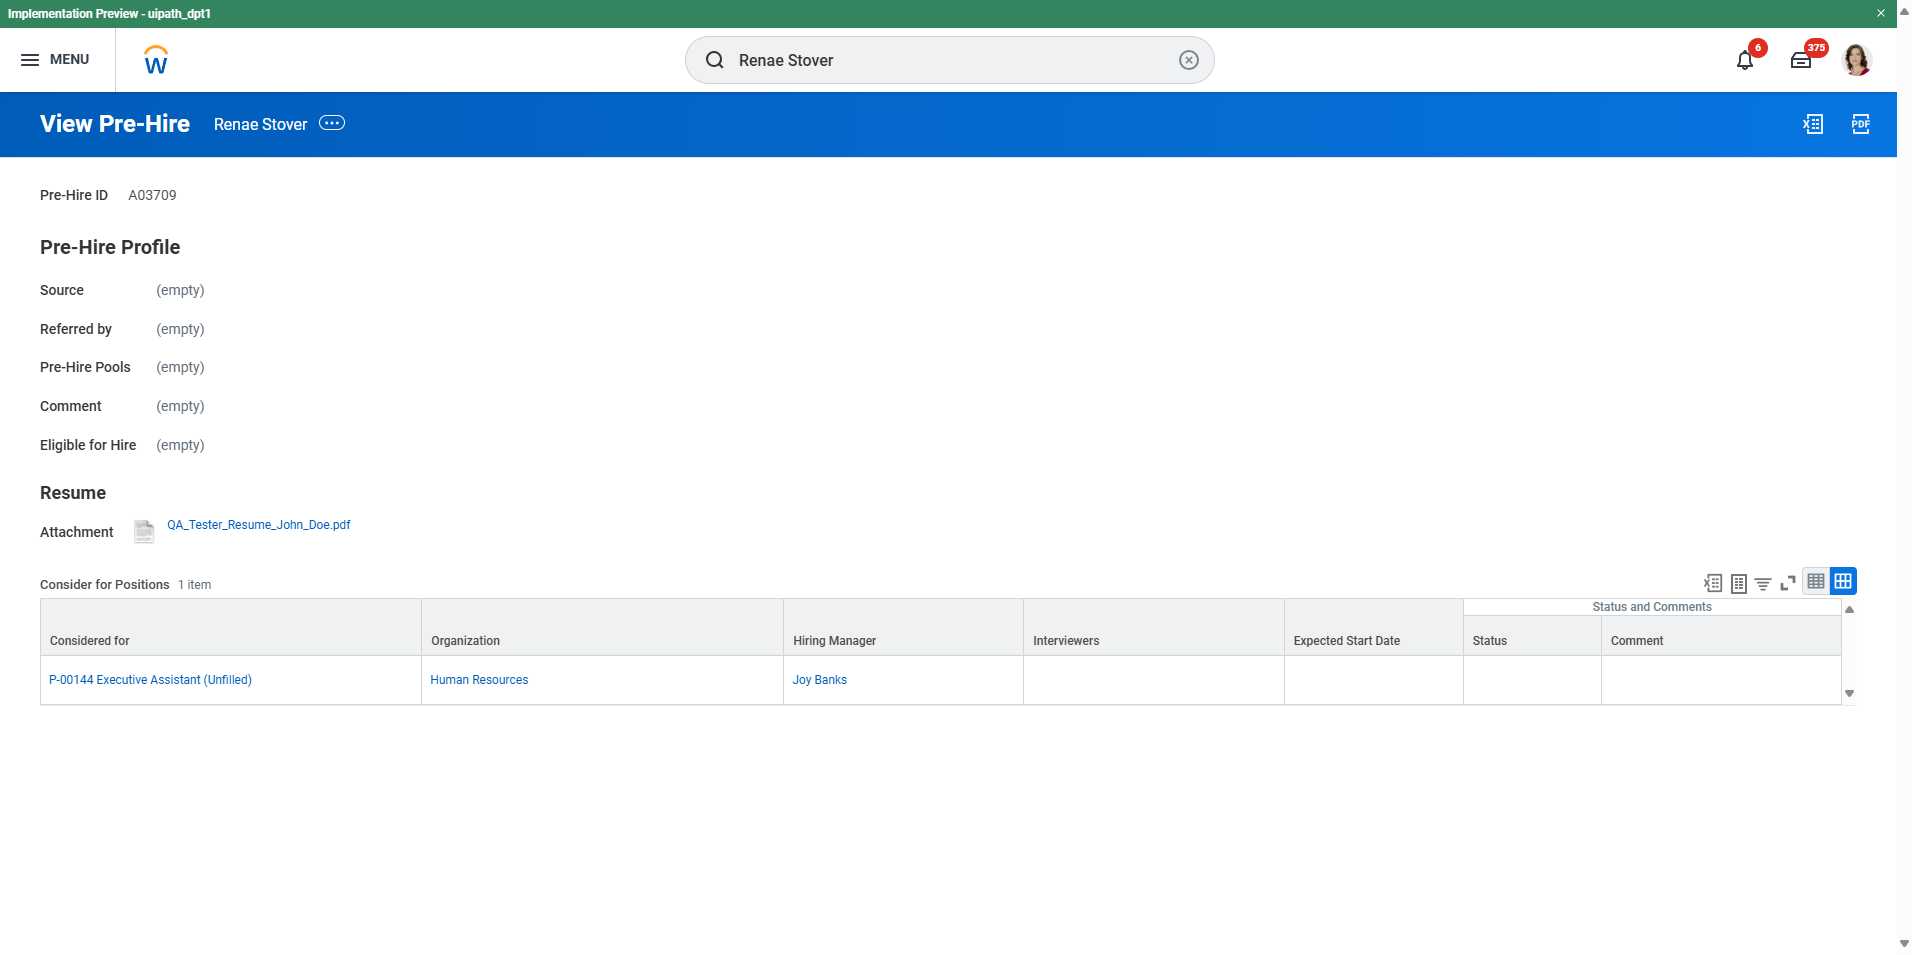 Implementation Preview - uipath_dpt1
MENU
W
Renae Stover
6
375
View Pre-Hire
Renae Stover
X
PDF
Pre-Hire ID A03709
Pre-Hire Profile
Source (empty)
Referred by (empty)
Pre-Hire Pools (empty)
Comment (empty)
Eligible for Hire (empty)
Resume
Attachment QA_Tester_Resume_John_Doe.pdf
Consider for Positions 1 item
Status and Comments
Considered for Organization Hiring Manager Interviewers Expected Start Date Status Comment
P-00144 Executive Assistant (Unfilled) Human Resources Joy Banks